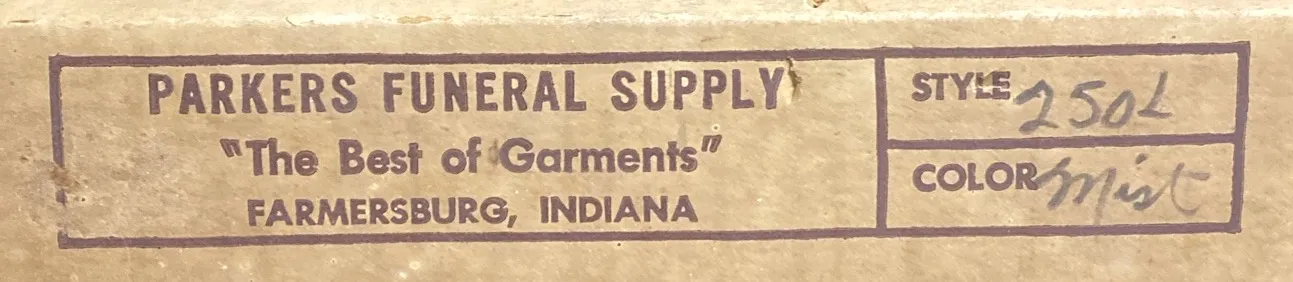 PARKERS FUNERAL SUPPLY
"The Best of Garments"
FARMERSBURG, INDIANA
STYLE 250L
COLOR Mist